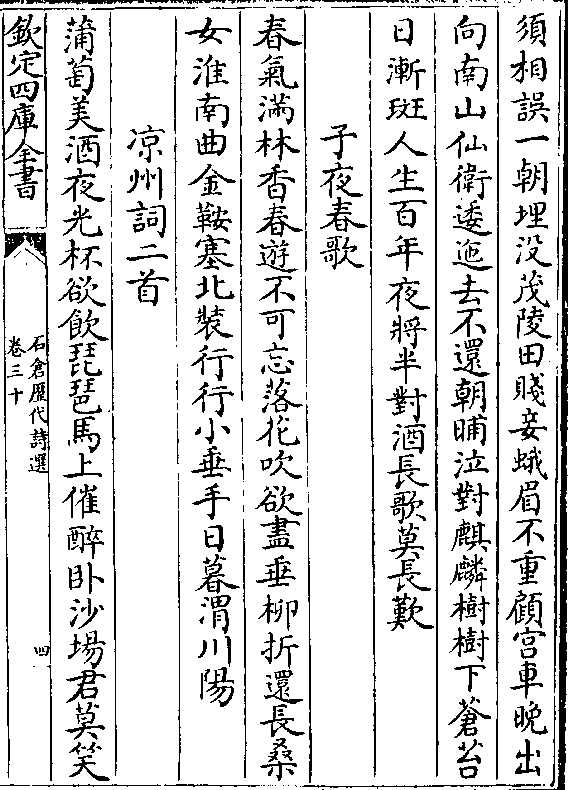 須相誤一朝埋没茂陵田賤妾蛾眉不重顧宮車晚出
向南山仙衛逶迤去不還朝晡泣對麒麟樹樹下蒼苔
日漸斑人生百年夜將半對酒長歌莫長歎
子夜春歌
春氣滿林香春遊不可忘落花吹欲盡垂柳折還長桑
女淮南曲金鞍塞北裝行行小垂手日暮渭川陽
凉州詞二首
蒲萄美酒夜光杯欲飲琵琶馬上催醉卧沙場君莫笑
欽定四庫全書
石倉歷代詩選
卷三十
四